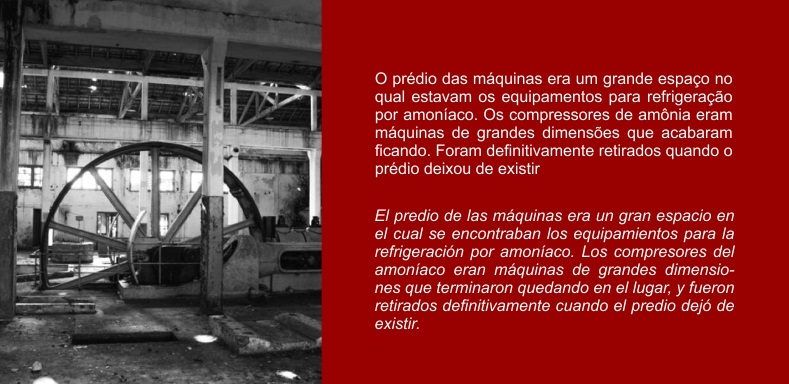 O prédio das máquinas era um grande espaço no
qual estavam os equipamentos para refrigeração
por amoníaco. Os compressores de amônia eram
máquinas de grandes dimensões que acabaram
ficando. Foram definitivamente retirados quando o
prédio deixou de existir
El predio de las máquinas era un gran espacio en
el cual se encontraban los equipamientos para la
refrigeración por amoníaco. Los compresores del
amoníaco eran máquinas de grandes dimensio-
nes que terminaron quedando en el lugar, y fueron
retirados definitivamente cuando el predio dejó de
existir.